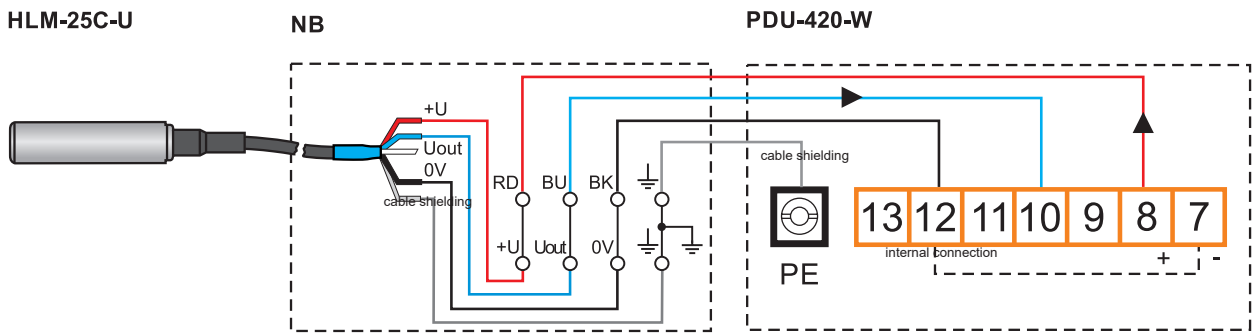 HLM-25C-U
NB
PDU-420-W
+U
Uout
0V
cable shielding
RD BU BK
+U Uout 0V
cable shielding
PE
13 12 11 10 9 8 7
internal connection
+ -